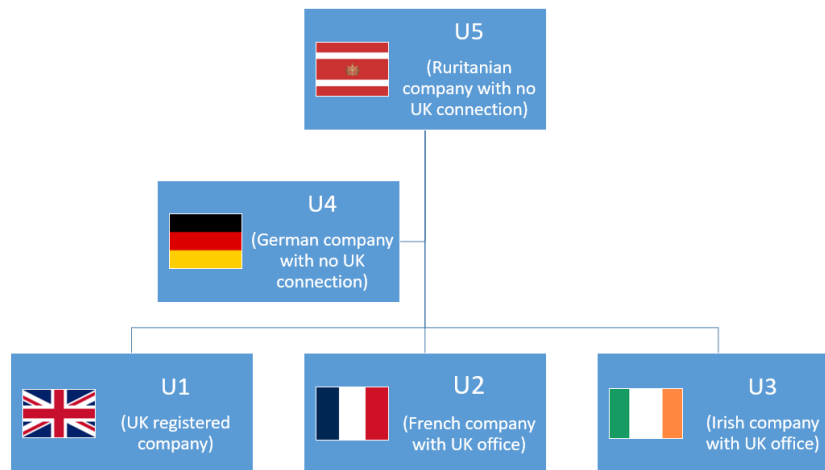 U5
(Ruritanian
company with no
UK connection)
U4
(German company
with no UK
connection)
U1
(UK registered
company)
U2
(French company
with UK office)
U3
(Irish company
with UK office)